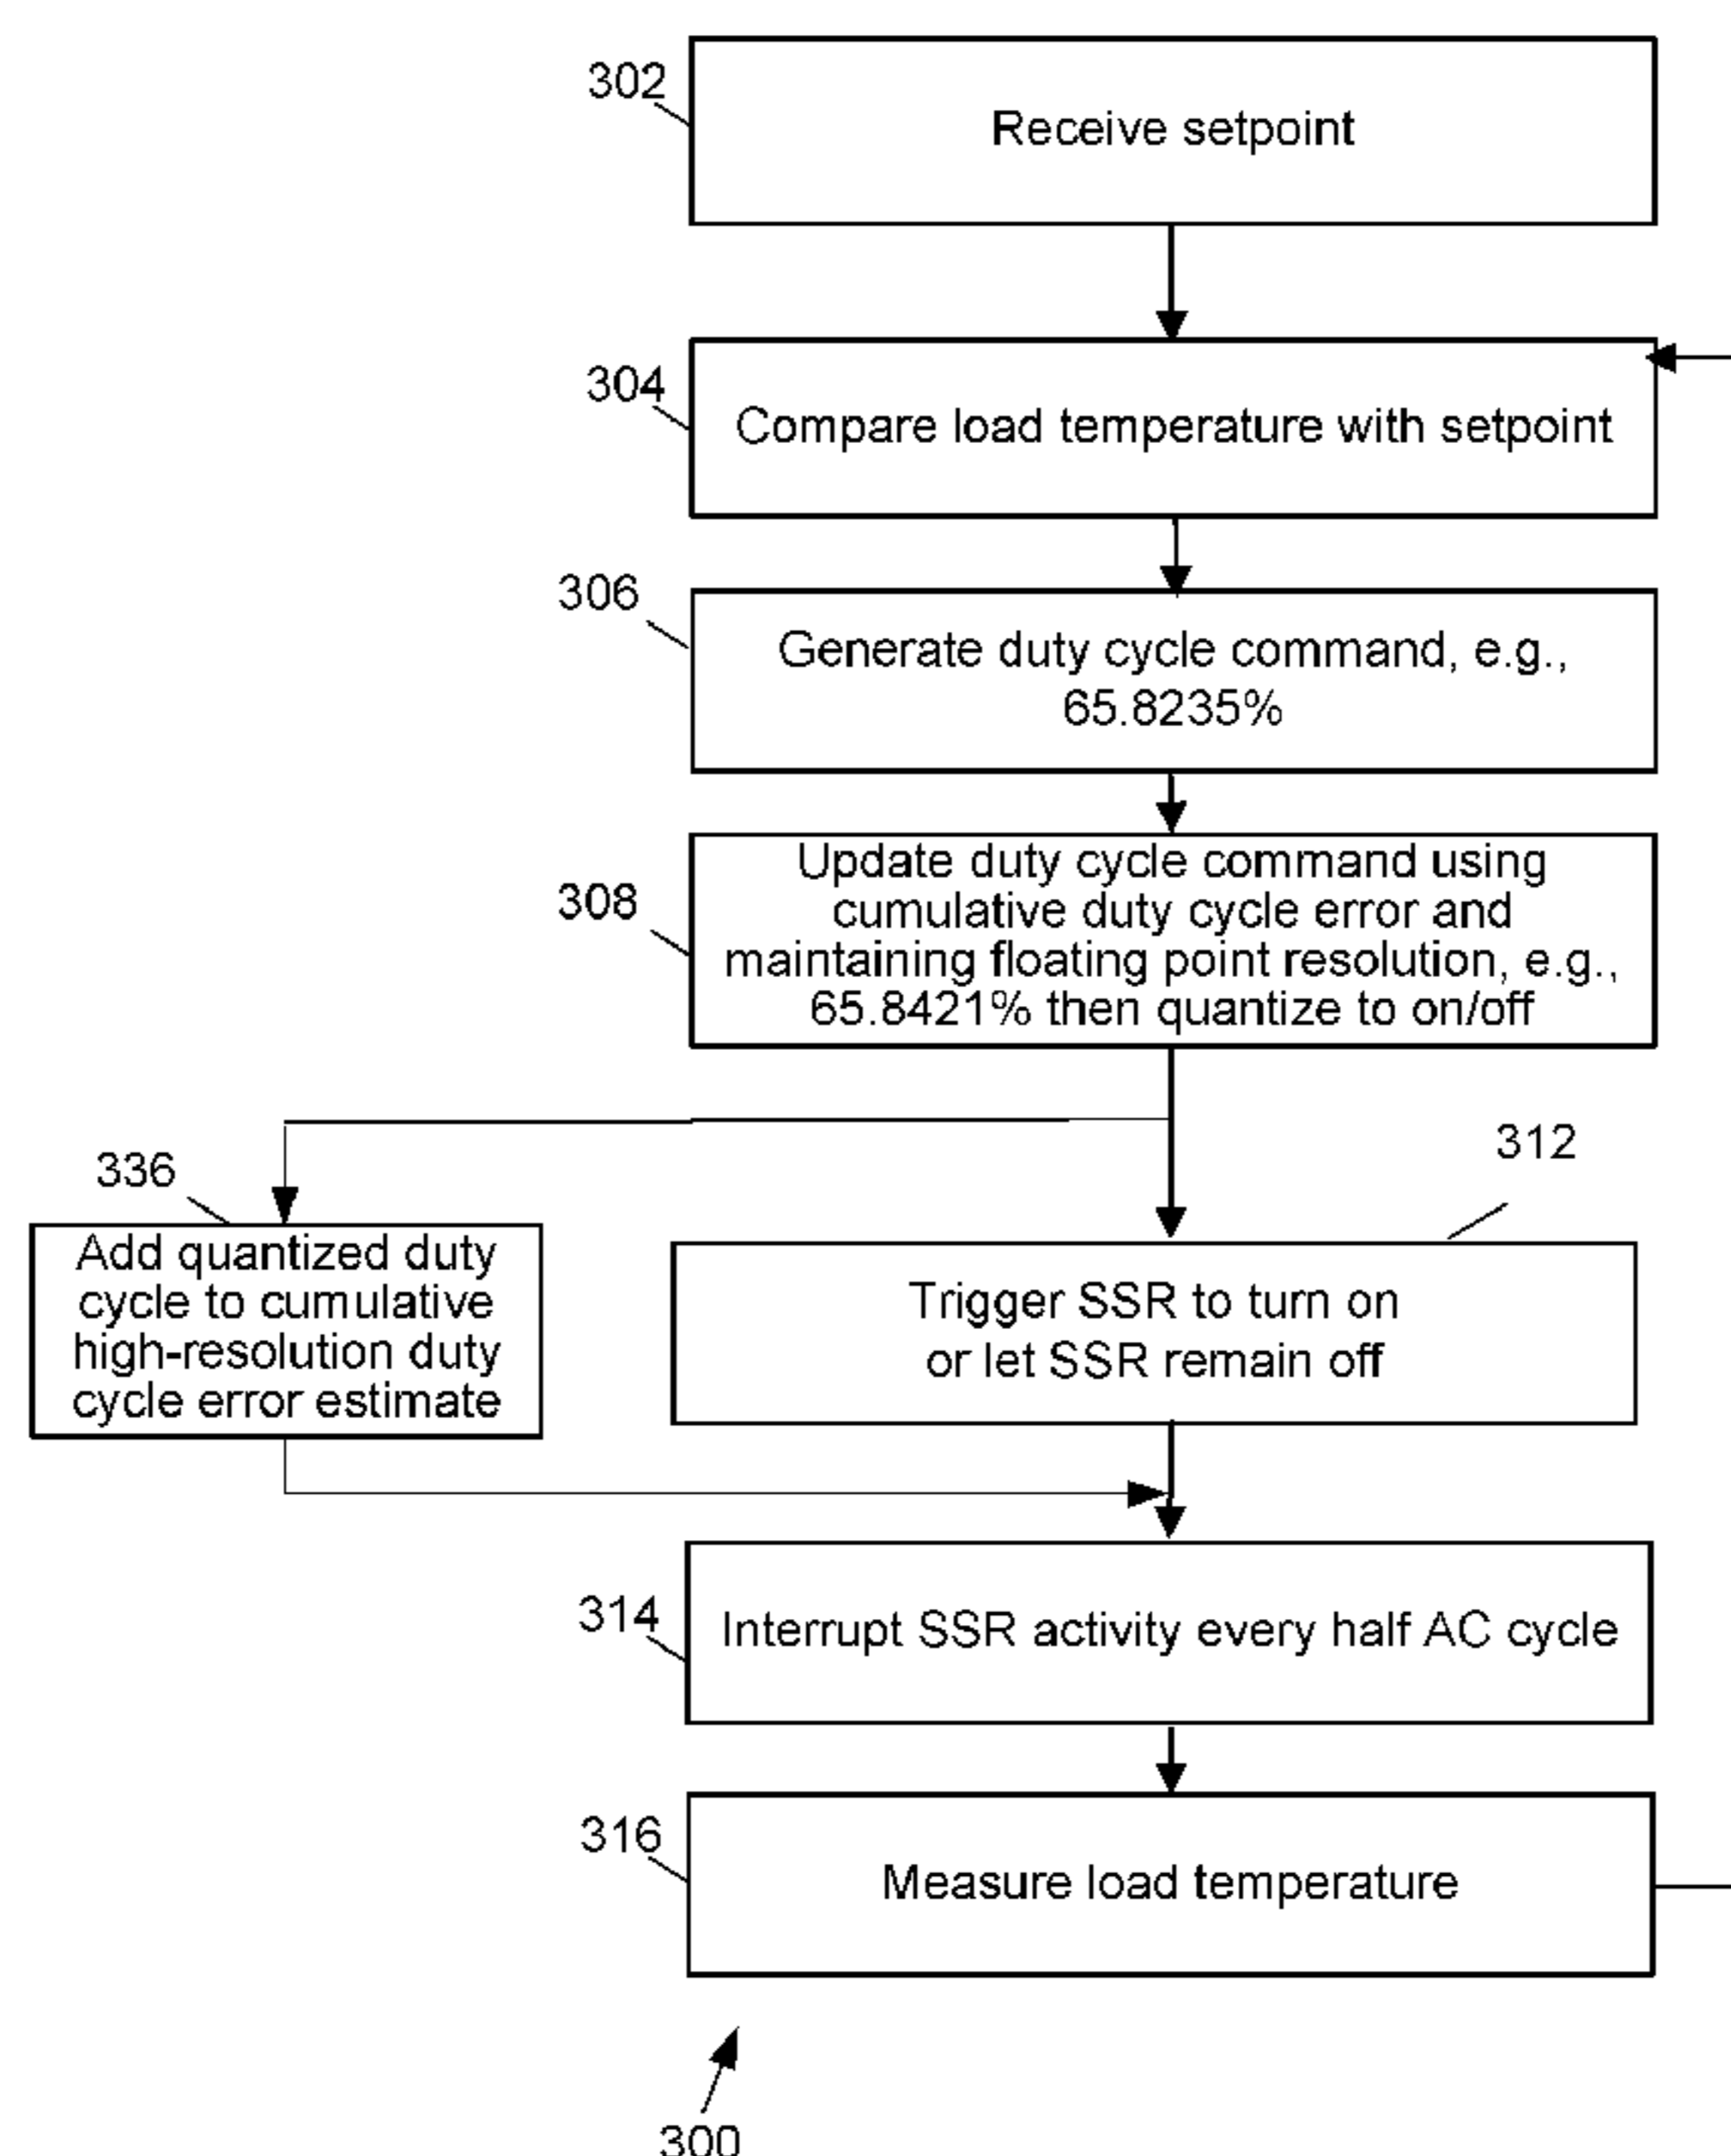 302
Receive setpoint
304
Compare load temperature with setpoint
306
Generate duty cycle command, e.g.,
65.8235%
308
Update duty cycle command using
cumulative duty cycle error and
maintaining floating point resolution, e.g.,
65.8421% then quantize to on/off
336
Add quantized duty
cycle to cumulative
high-resolution duty
cycle error estimate
312
Trigger SSR to turn on
or let SSR remain off
314
Interrupt SSR activity every half AC cycle
316
Measure load temperature
300